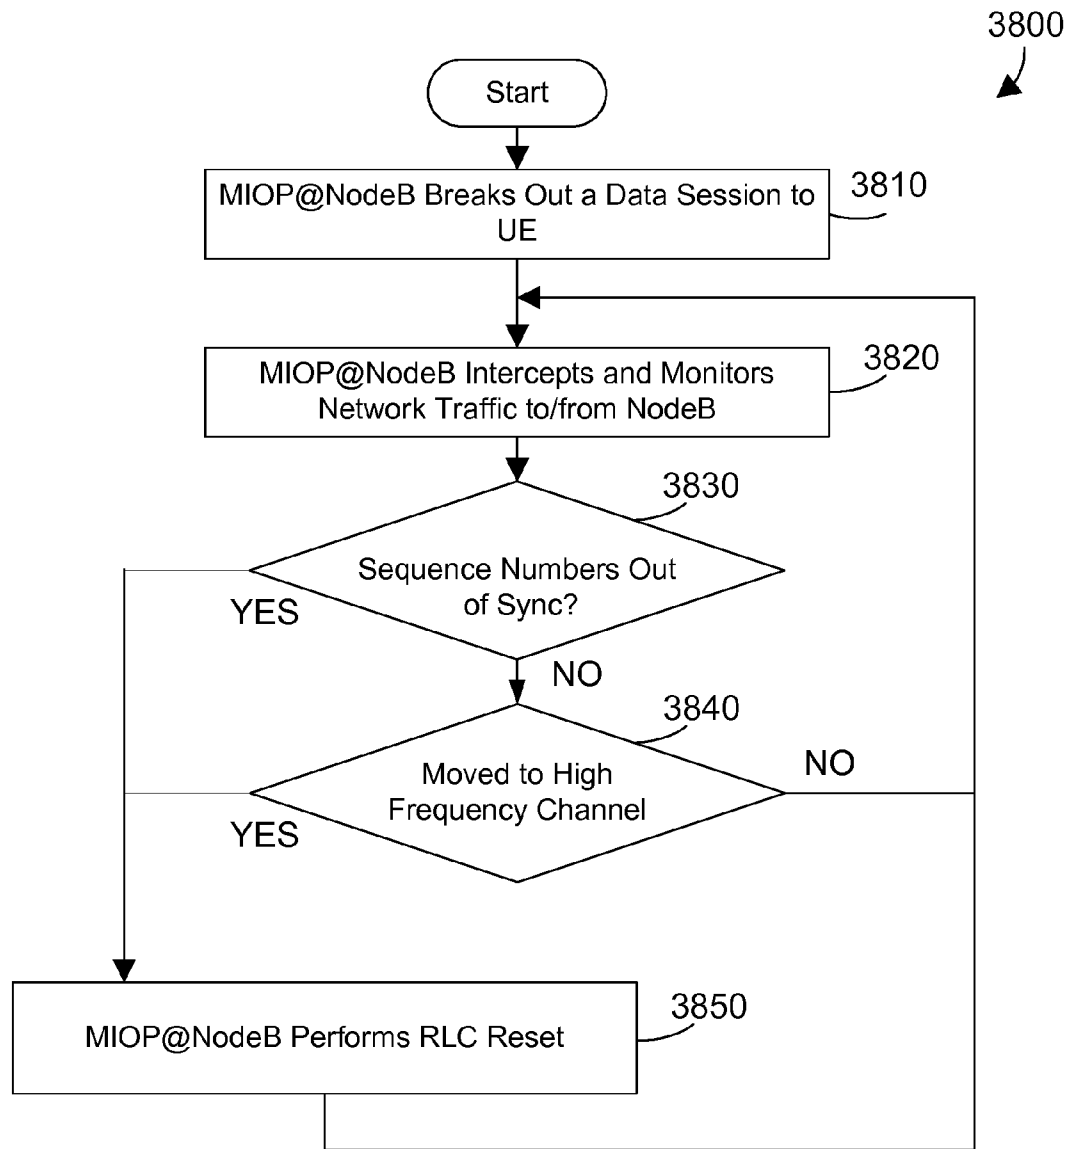 3800
Start
MIOP@NodeB Breaks Out a Data Session to
UE
3810
MIOP@NodeB Intercepts and Monitors
Network Traffic to/from NodeB
3820
3830
Sequence Numbers Out
of Sync?
YES
NO
3840
Moved to High
Frequency Channel
NO
YES
MIOP@NodeB Performs RLC Reset
3850